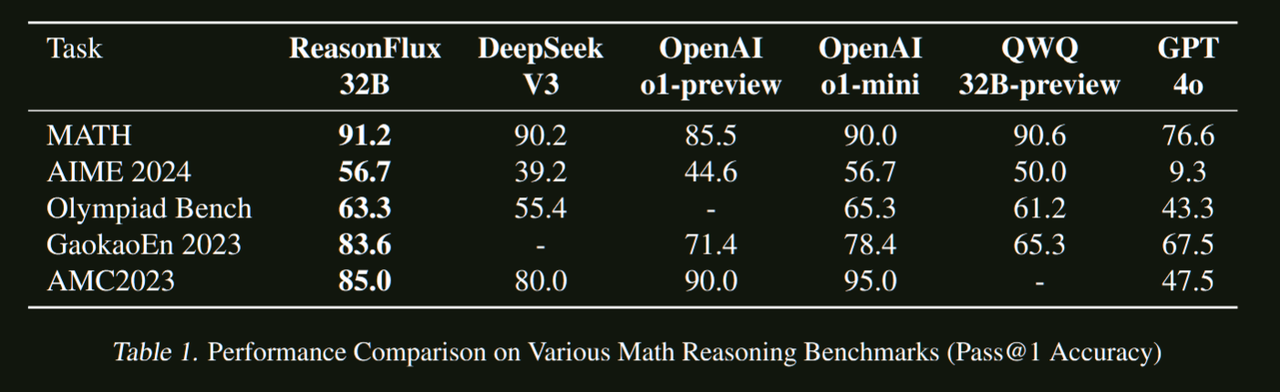 Task ReasonFlux DeepSeek OpenAI OpenAI QWQ GPT
32B V3 o1-preview o1-mini 32B-preview 4o
MATH 91.2 90.2 85.5 90.0 90.6 76.6
AIME 2024 56.7 39.2 44.6 56.7 50.0 9.3
Olympiad Bench 63.3 55.4 - 65.3 61.2 43.3
GaokaoEn 2023 83.6 - 71.4 78.4 65.3 67.5
AMC2023 85.0 80.0 90.0 95.0 - 47.5
Table 1. Performance Comparison on Various Math Reasoning Benchmarks (Pass@1 Accuracy)